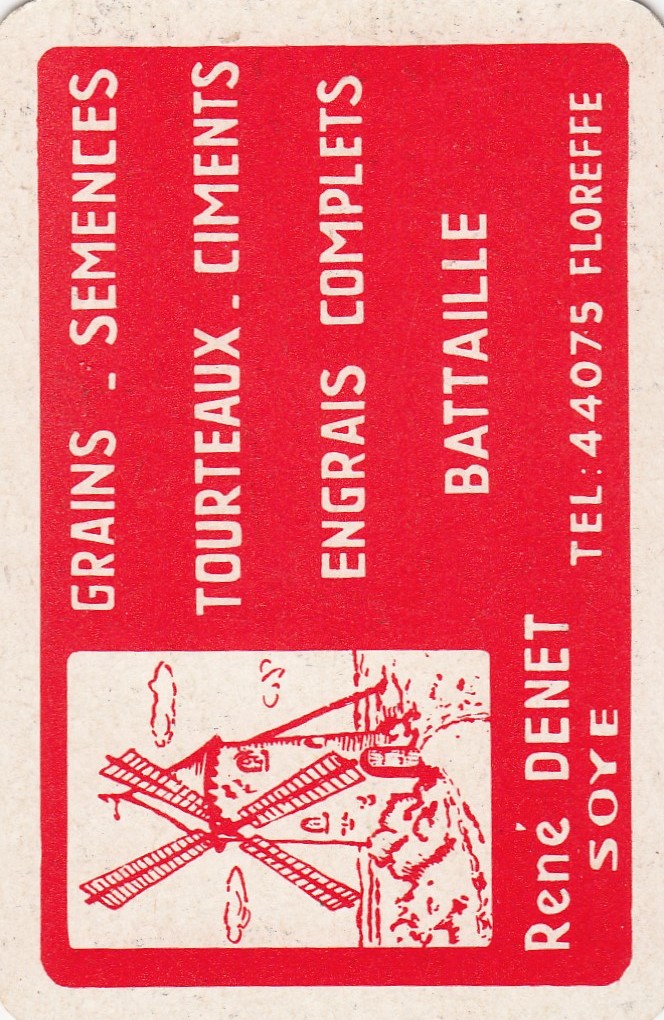 GRAINS - SEMENCES
TOURTEAUX - CIMENTS
ENGRAIS COMPLETS
BATTAILLE
René DENET
SOYE
TEL: 44075 FLOREFFE